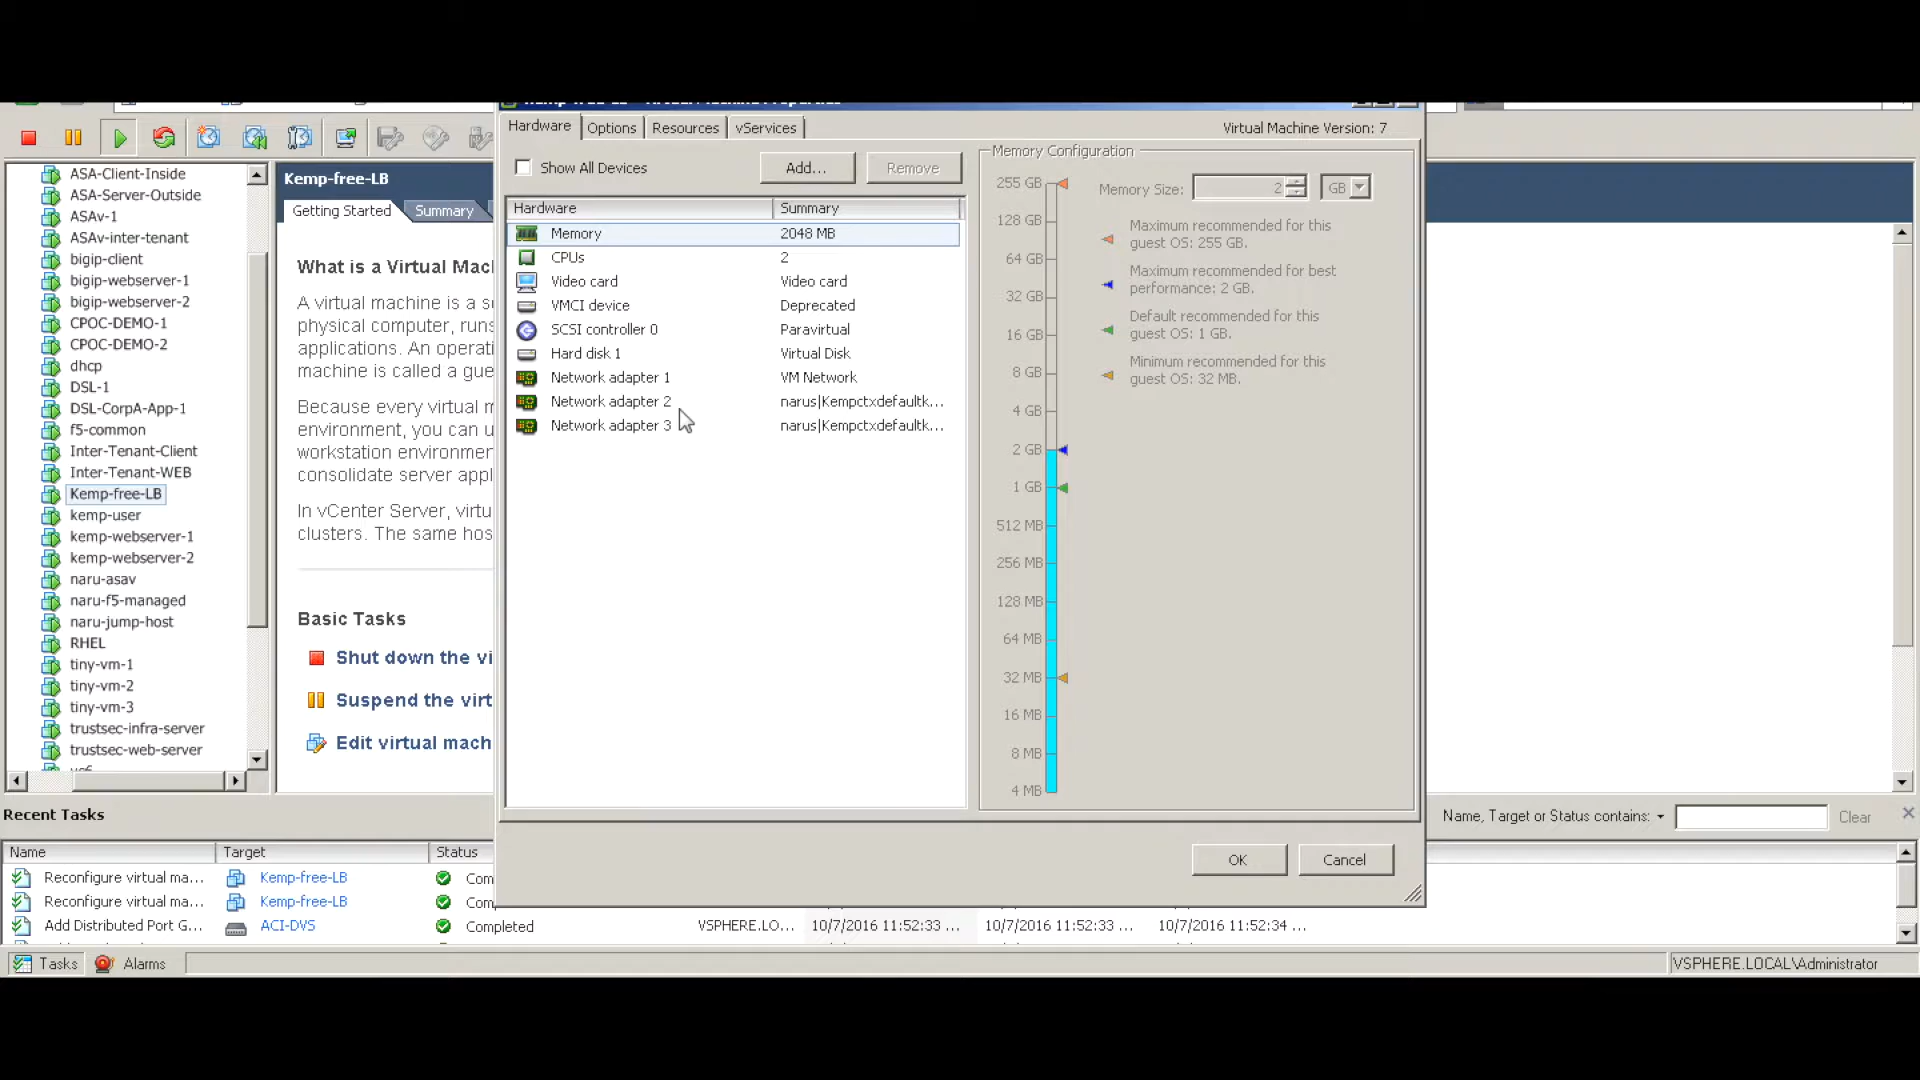 Hardware
Options
Resources
vServices
Virtual Machine Version: 7
Show All Devices
Add...
Remove
Hardware
Summary
Memory
2048 MB
CPUs
2
Video card
Video card
VMCI device
Deprecated
SCSI controller 0
Paravirtual
Hard disk 1
Virtual Disk
Network adapter 1
VM Network
Network adapter 2
narus|Kempctxdefaultk...
Network adapter 3
narus|Kempctxdefaultk...
Memory Configuration
Memory Size:
2
GB
255 GB
128 GB
64 GB
32 GB
16 GB
8 GB
4 GB
2 GB
1 GB
512 MB
256 MB
128 MB
64 MB
32 MB
16 MB
8 MB
4 MB
Maximum recommended for this
guest OS: 255 GB.
Maximum recommended for best
performance: 2 GB.
Default recommended for this
guest OS: 1 GB.
Minimum recommended for this
guest OS: 32 MB.
OK
Cancel
ASA-Client-Inside
ASA-Server-Outside
ASAv-1
ASAv-inter-tenant
bigip-client
bigip-webserver-1
bigip-webserver-2
CPOC-DEMO-1
CPOC-DEMO-2
dhcp
DSL-1
DSL-CorpA-App-1
f5-common
Inter-Tenant-Client
Inter-Tenant-WEB
Kemp-free-LB
kemp-user
kemp-webserver-1
kemp-webserver-2
naru-asav
naru-f5-managed
naru-jump-host
RHEL
tiny-vm-1
tiny-vm-2
tiny-vm-3
trustsec-infra-server
trustsec-web-server
Kemp-free-LB
Getting Started
Summary
What is a Virtual Mac
A virtual machine is a s
physical computer, runs
applications. An operati
machine is called a gue
Because every virtual m
environment, you can u
workstation environmen
consolidate server appl
In vCenter Server, virtu
clusters. The same hos
Basic Tasks
Shut down the vi
Suspend the virt
Edit virtual mach
Recent Tasks
Name, Target or Status contains:
Clear
Name
Target
Status
Reconfigure virtual ma...
Kemp-free-LB
Com
Reconfigure virtual ma...
Kemp-free-LB
Com
Add Distributed Port G...
ACI-DVS
Completed
VSPHERE.LO...
10/7/2016 11:52:33 ...
10/7/2016 11:52:33 ...
10/7/2016 11:52:34 ...
Tasks
Alarms
VSPHERE.LOCAL\Administrator